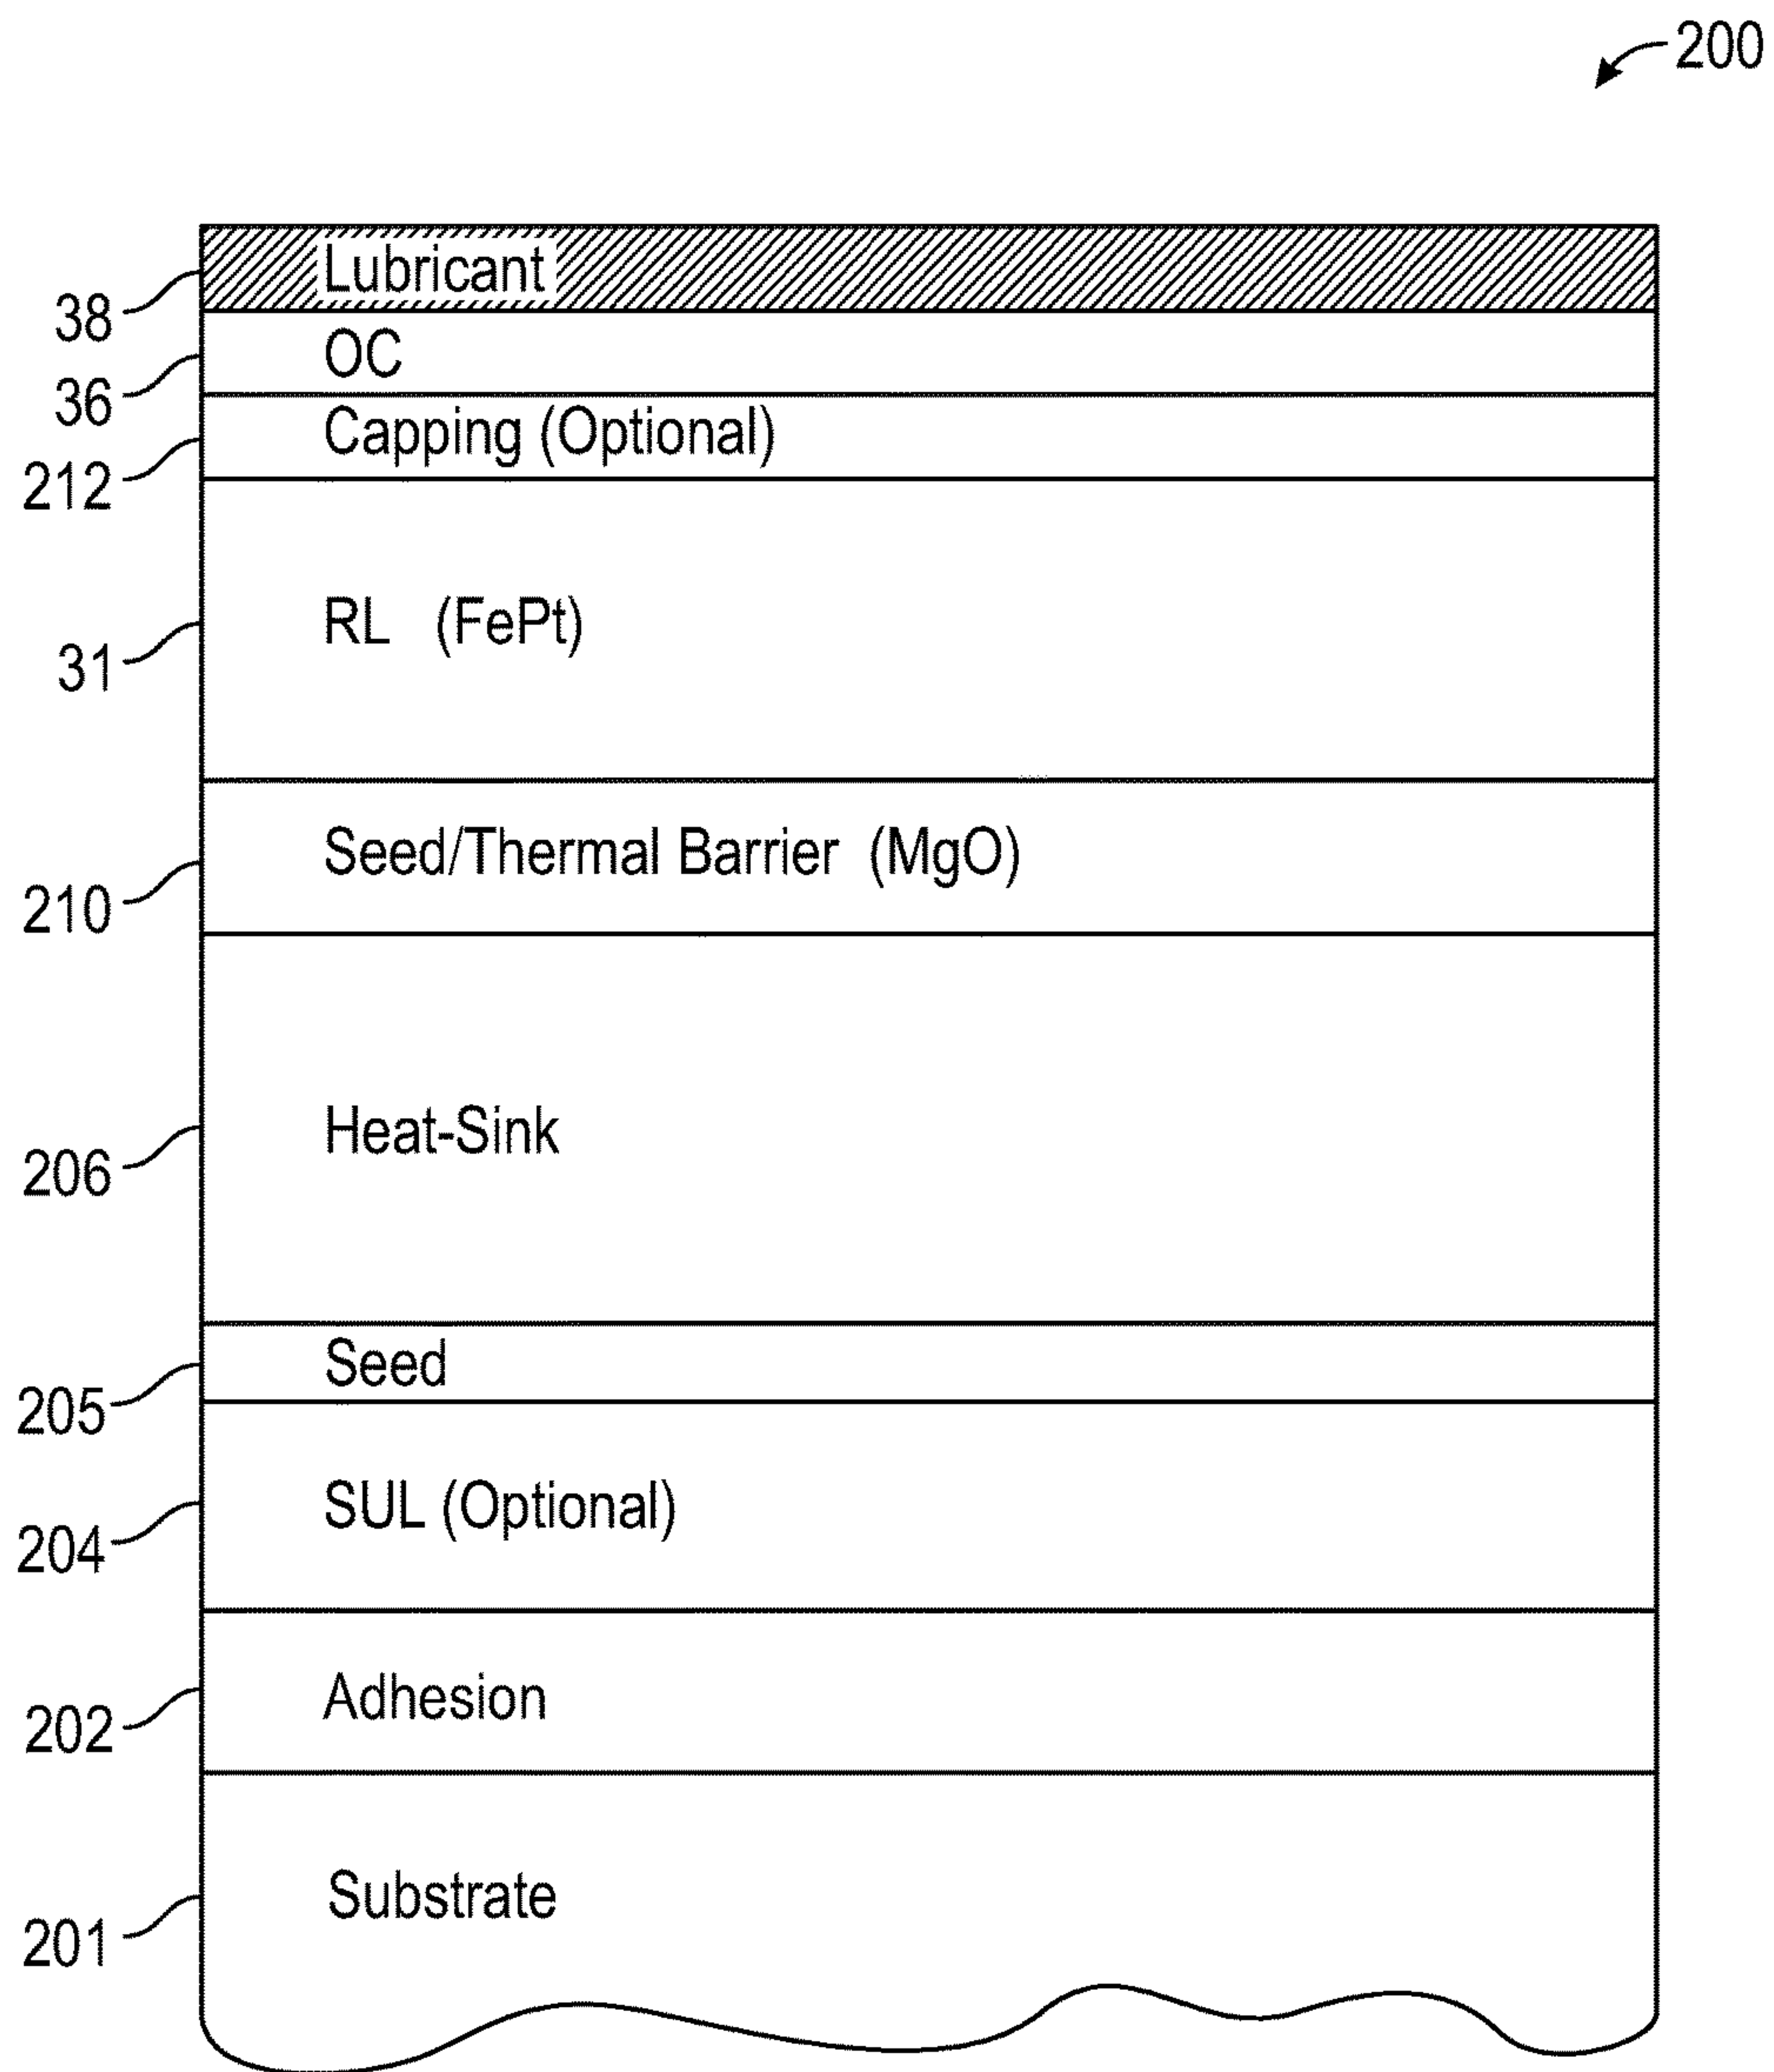 200
Lubricant
38
OC
36
Capping (Optional)
212
RL (FePt)
31
Seed/Thermal Barrier (MgO)
210
Heat-Sink
206
Seed
205
SUL (Optional)
204
Adhesion
202
Substrate
201